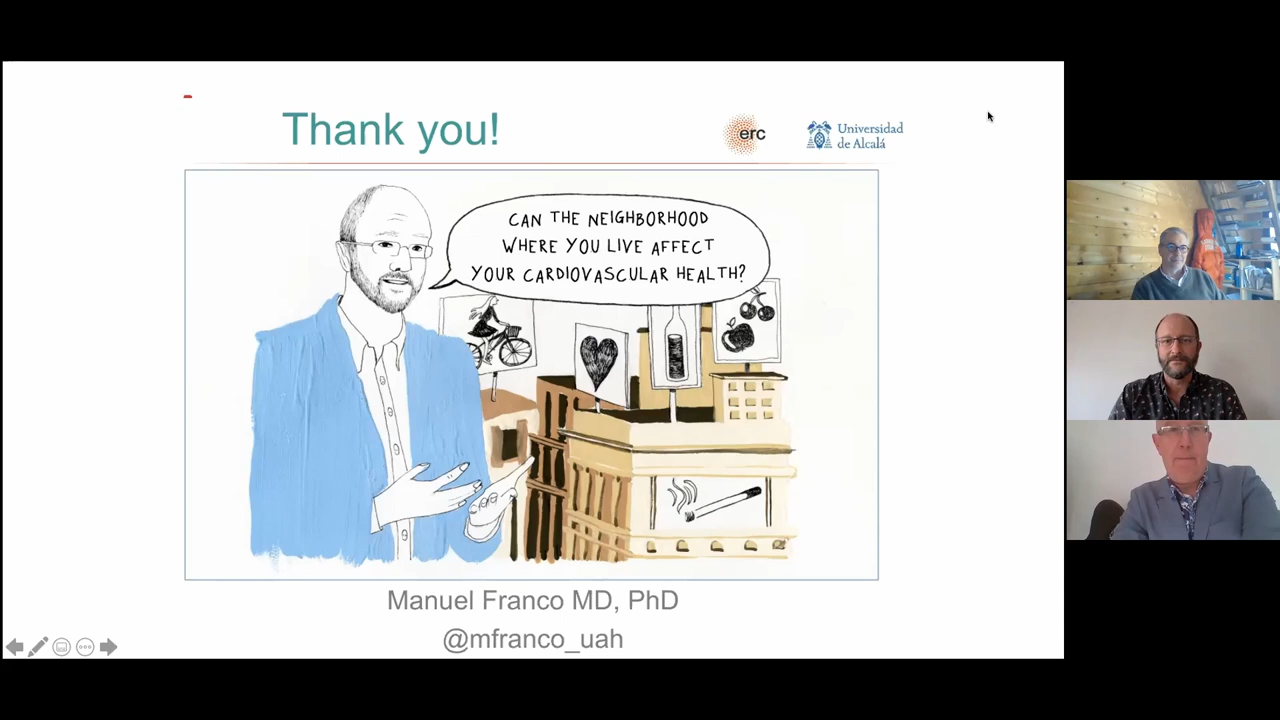 Thank you!
erc
Universidad
de Alcalá
CAN THE NEIGHBORHOOD
WHERE YOU LIVE AFFECT
YOUR CARDIOVASCULAR HEALTH?
Manuel Franco MD, PhD
@mfranco_uah